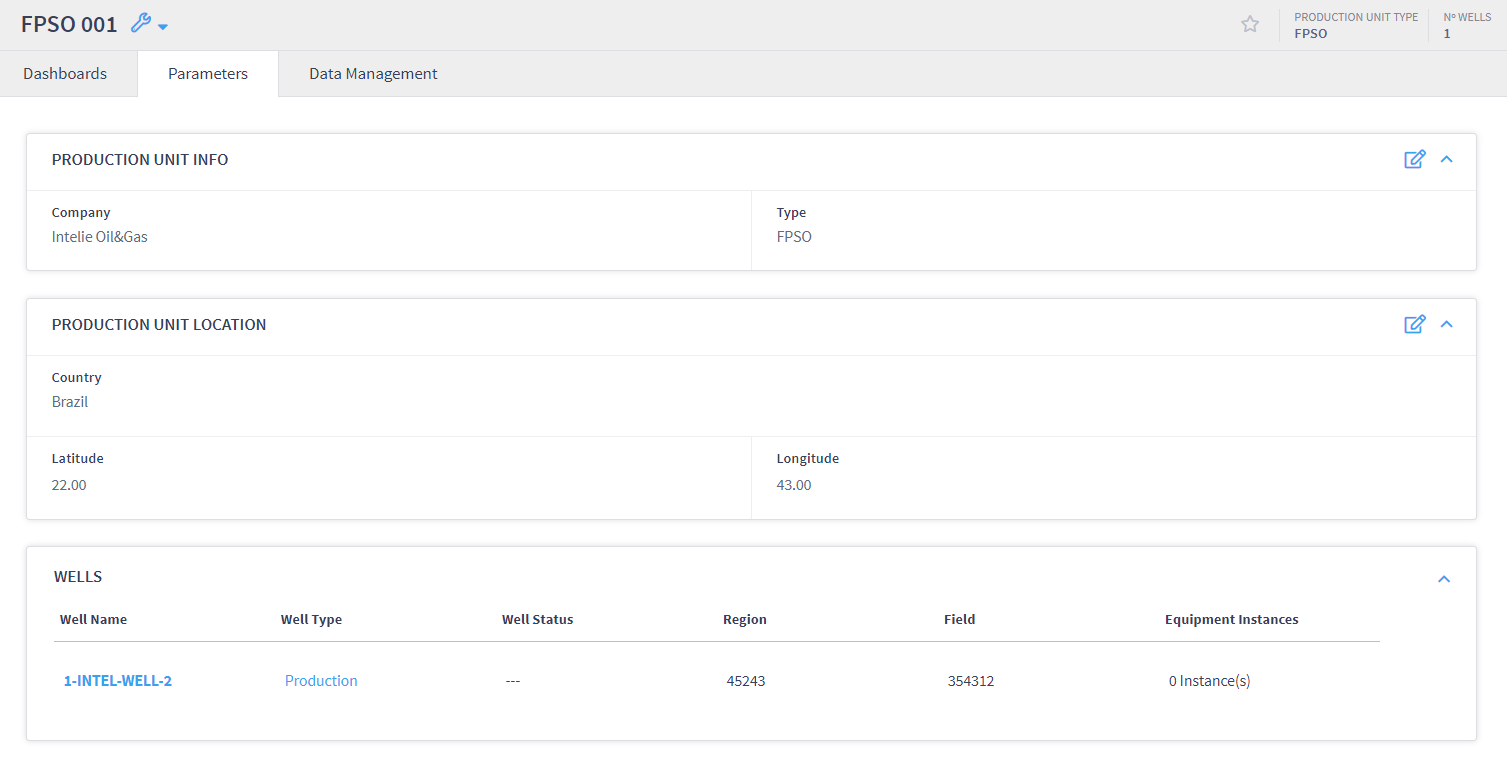 FPSO 001
PRODUCTION UNIT TYPE
FPSO
Nº WELLS
1
Dashboards
Parameters
Data Management
PRODUCTION UNIT INFO
Company
Intelie Oil&Gas
Type
FPSO
PRODUCTION UNIT LOCATION
Country
Brazil
Latitude
22.00
Longitude
43.00
WELLS
Well Name Well Type Well Status Region Field Equipment Instances
1-INTEL-WELL-2 Production --- 45243 354312 0 Instance(s)